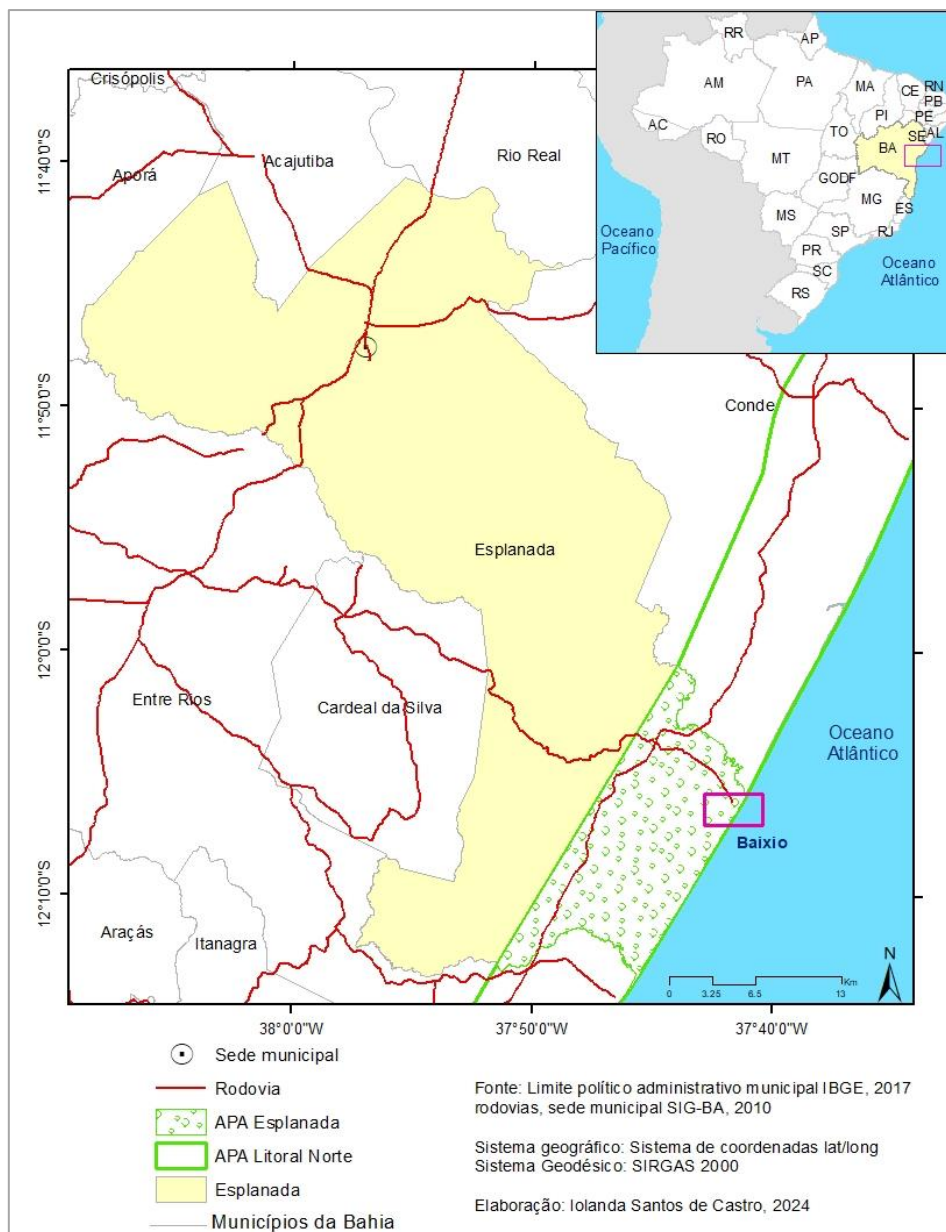 Crisópolis
Acajutiba
Aporá
Rio Real
11°40'0"S
11°50'0"S
12°0'0"S
12°10'0"S
Conde
Esplanada
Entre Rios
Cardeal da Silva
Oceano
Atlântico
Baixio
Araçás
Itanagra
N
0 3.25 6.5 13
Km
38°0'0"W
37°50'0"W
37°40'0"W
RR
AP
AM
PA
MA
CE
RN
PB
PE
AL
SE
PI
AC
RO
TO
BA
MT
GO
DF
MG
ES
MS
SP
RJ
PR
SC
RS
Oceano
Pacífico
Oceano
Atlântico
Sede municipal
Rodovia
APA Esplanada
APA Litoral Norte
Esplanada
Municípios da Bahia
Fonte: Limite político administrativo municipal IBGE, 2017
rodovias, sede municipal SIG-BA, 2010
Sistema geográfico: Sistema de coordenadas lat/long
Sistema Geodésico: SIRGAS 2000
Elaboração: Iolanda Santos de Castro, 2024